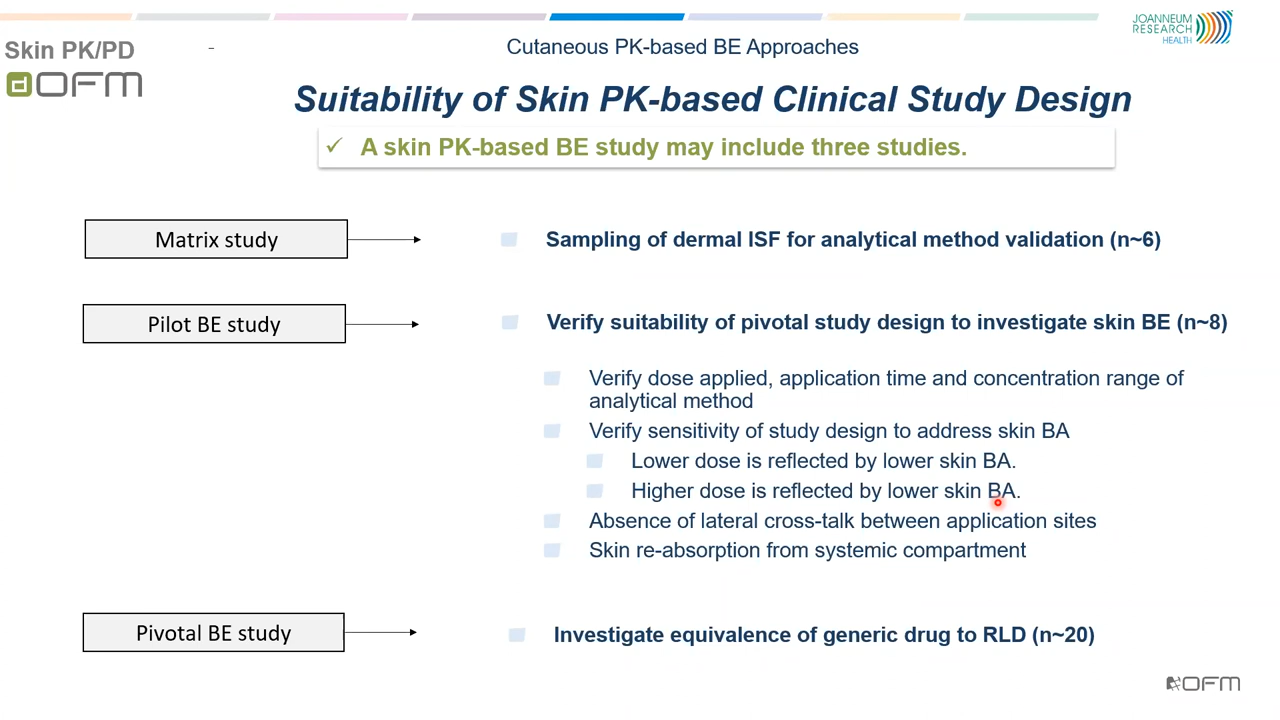 JOANNEUM
RESEARCH
HEALTH
Skin PK/PD
-
Cutaneous PK-based BE Approaches
dOFM
Suitability of Skin PK-based Clinical Study Design
✓ A skin PK-based BE study may include three studies.
Matrix study
Sampling of dermal ISF for analytical method validation (n~6)
Pilot BE study
Verify suitability of pivotal study design to investigate skin BE (n~8)
Verify dose applied, application time and concentration range of
analytical method
Verify sensitivity of study design to address skin BA
Lower dose is reflected by lower skin BA.
Higher dose is reflected by lower skin BA.
Absence of lateral cross-talk between application sites
Skin re-absorption from systemic compartment
Pivotal BE study
Investigate equivalence of generic drug to RLD (n~20)
OFM